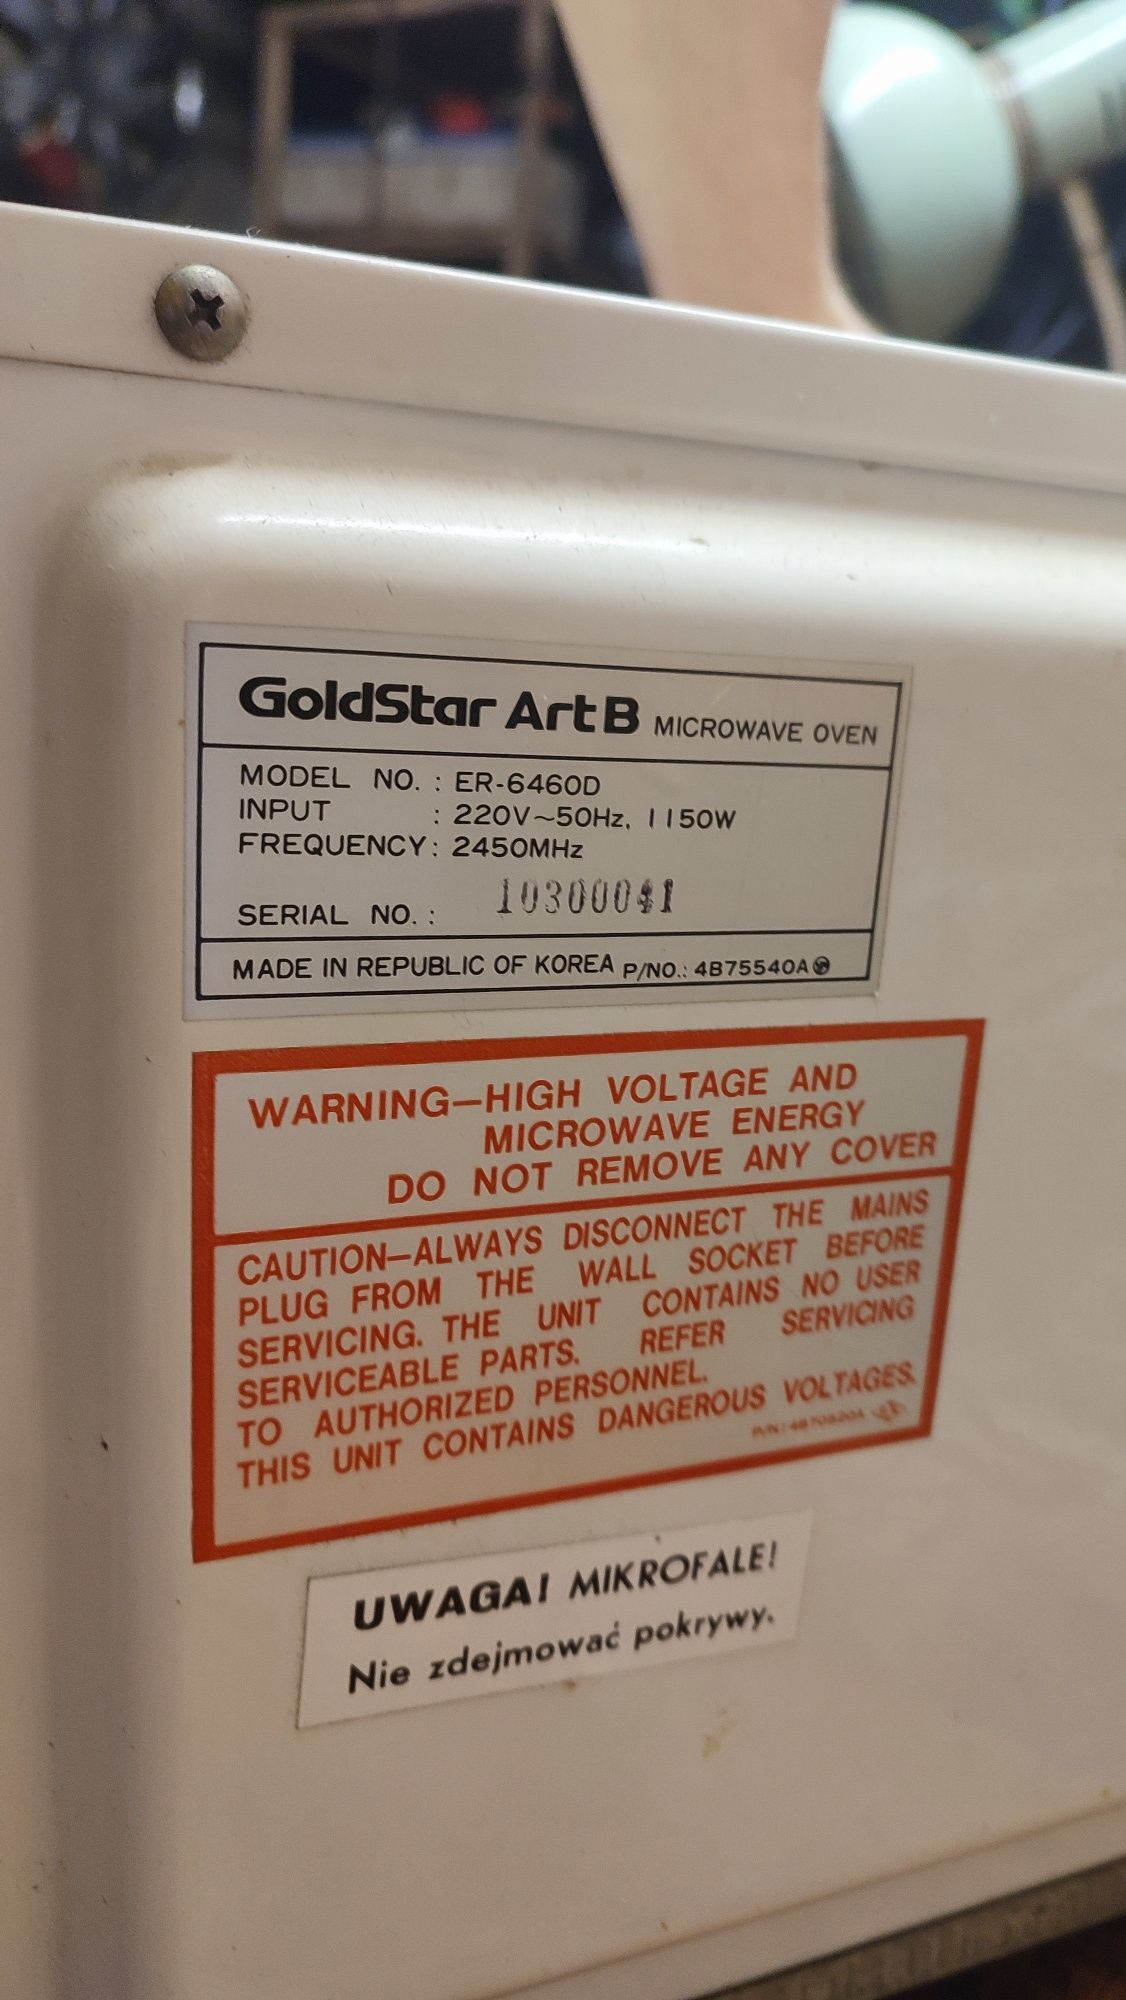 GoldStar Art B MICROWAVE OVEN
MODEL NO. : ER-6460D
INPUT : 220V~50Hz, 1150W
FREQUENCY : 2450MHz
SERIAL NO. : 10300041
MADE IN REPUBLIC OF KOREA P/NO.: 4B75540A
WARNING—HIGH VOLTAGE AND
MICROWAVE ENERGY
DO NOT REMOVE ANY COVER
CAUTION—ALWAYS DISCONNECT THE MAINS
PLUG FROM THE WALL SOCKET BEFORE
SERVICING. THE UNIT CONTAINS NO USER
SERVICEABLE PARTS. REFER SERVICING
TO AUTHORIZED PERSONNEL.
THIS UNIT CONTAINS DANGEROUS VOLTAGES.
UWAGA! MIKROFALE!
Nie zdejmować pokrywy.